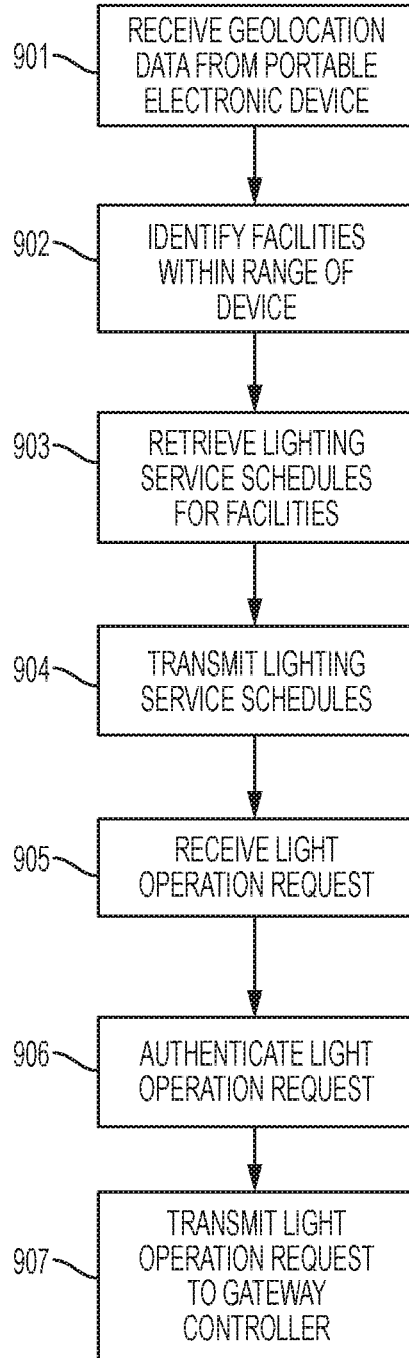 901
RECEIVE GEOLOCATION
DATA FROM PORTABLE
ELECTRONIC DEVICE
902
IDENTIFY FACILITIES
WITHIN RANGE OF
DEVICE
903
RETRIEVE LIGHTING
SERVICE SCHEDULES
FOR FACILITIES
904
TRANSMIT LIGHTING
SERVICE SCHEDULES
905
RECEIVE LIGHT
OPERATION REQUEST
906
AUTHENTICATE LIGHT
OPERATION REQUEST
907
TRANSMIT LIGHT
OPERATION REQUEST
TO GATEWAY
CONTROLLER